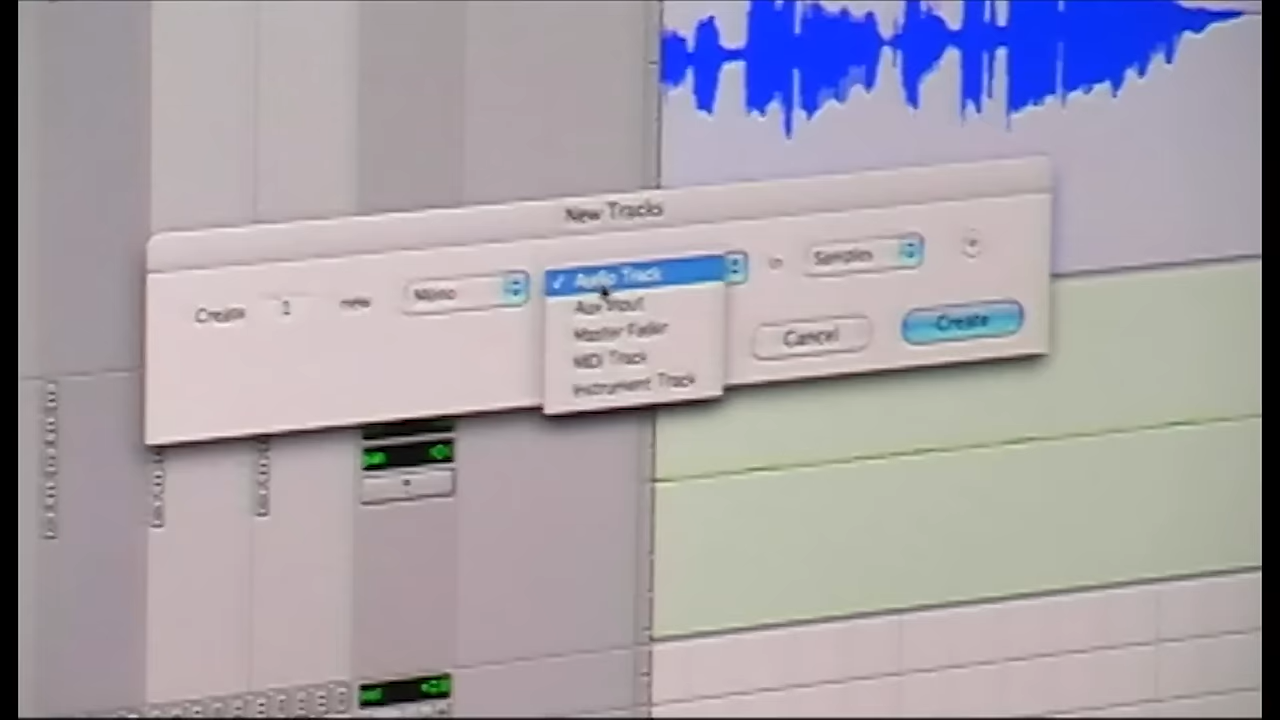 New Tracks
Create 1 new Mono ✓ Audio Track in Samples
Aux Input
Master Fader
MIDI Track
Instrument Track
Cancel Create